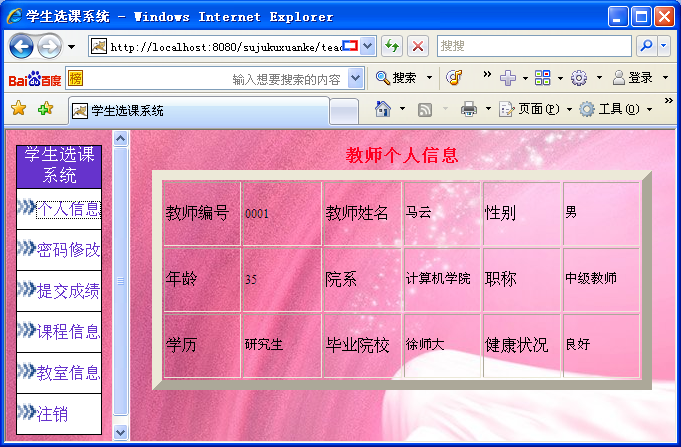 学生选课系统 - Windows Internet Explorer
http://localhost:8080/sujukuxuanke/teac
搜搜
Bai百度 榜 输入想要搜索的内容 搜索 » 登录
学生选课系统 页面(P) 工具(O) »
学生选课
系统
个人信息
密码修改
提交成绩
课程信息
教室信息
注销
教师个人信息
教师编号 0001 教师姓名 马云 性别 男
年龄 35 院系 计算机学院 职称 中级教师
学历 研究生 毕业院校 徐师大 健康状况 良好